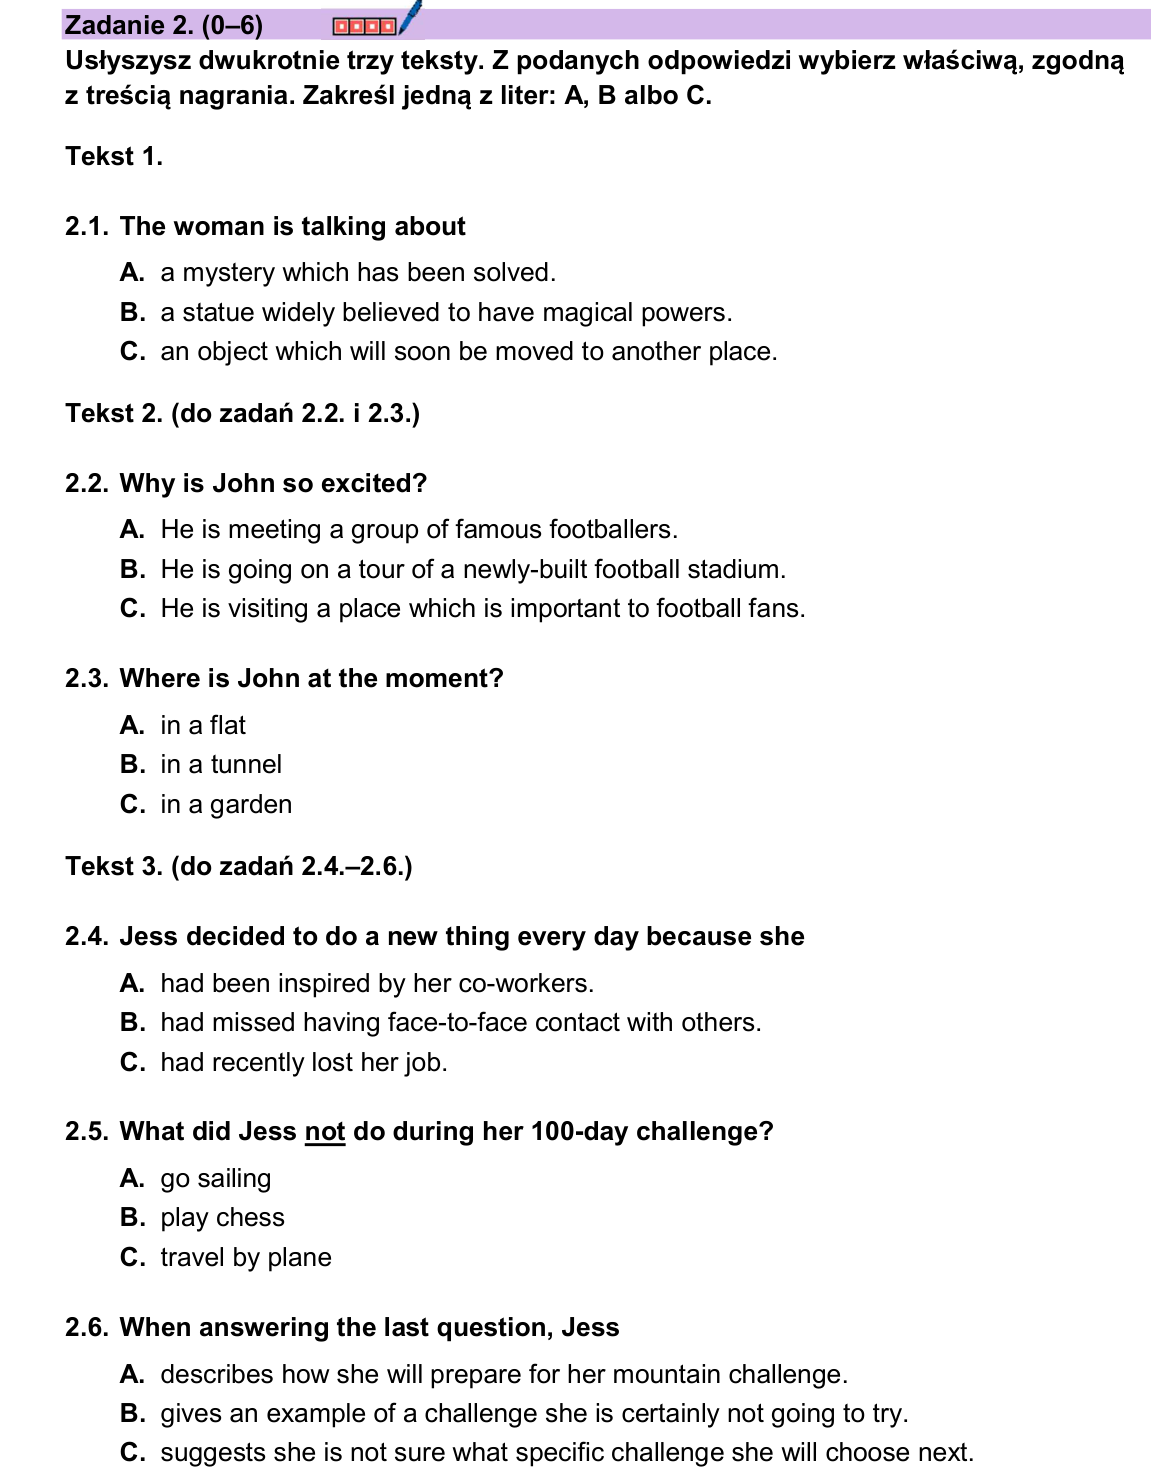 Zadanie 2. (0–6)
Usłyszysz dwukrotnie trzy teksty. Z podanych odpowiedzi wybierz właściwą, zgodną
z treścią nagrania. Zakreśl jedną z liter: A, B albo C.
Tekst 1.
2.1. The woman is talking about
A. a mystery which has been solved.
B. a statue widely believed to have magical powers.
C. an object which will soon be moved to another place.
Tekst 2. (do zadań 2.2. i 2.3.)
2.2. Why is John so excited?
A. He is meeting a group of famous footballers.
B. He is going on a tour of a newly-built football stadium.
C. He is visiting a place which is important to football fans.
2.3. Where is John at the moment?
A. in a flat
B. in a tunnel
C. in a garden
Tekst 3. (do zadań 2.4.–2.6.)
2.4. Jess decided to do a new thing every day because she
A. had been inspired by her co-workers.
B. had missed having face-to-face contact with others.
C. had recently lost her job.
2.5. What did Jess not do during her 100-day challenge?
A. go sailing
B. play chess
C. travel by plane
2.6. When answering the last question, Jess
A. describes how she will prepare for her mountain challenge.
B. gives an example of a challenge she is certainly not going to try.
C. suggests she is not sure what specific challenge she will choose next.